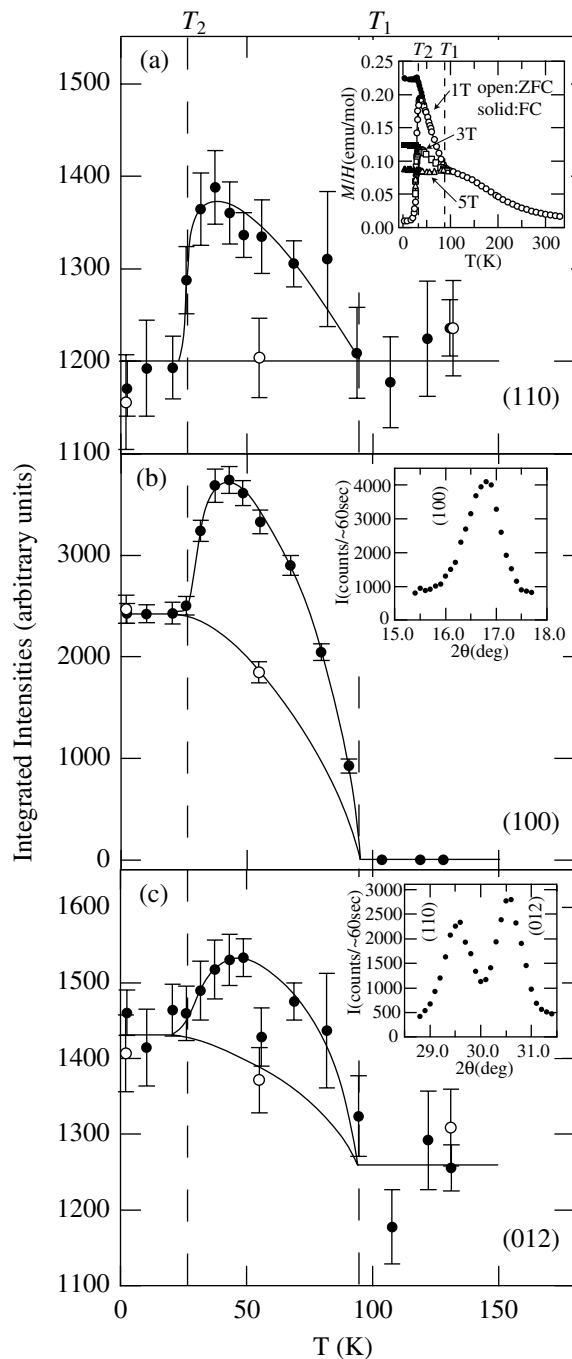 T2 T1
(a)
1500
1400
1300
1200
1100
(110)
M/H(emu/mol)
0.25
0.20
0.15
0.10
0.05
0.00
T2 T1
open:ZFC
solid:FC
1T
3T
5T
0 100 200 300
T(K)
Integrated Intensities (arbitrary units)
(b)
3000
2000
1000
0
(100)
I(counts/~60sec)
4000
3000
2000
1000
0
(100)
15.0 16.0 17.0 18.0
2θ(deg)
(c)
1600
1500
1400
1300
1200
1100
(012)
I(counts/~60sec)
3000
2500
2000
1500
1000
500
0
(110)
(012)
29.0 30.0 31.0
2θ(deg)
0 50 100 150
T (K)